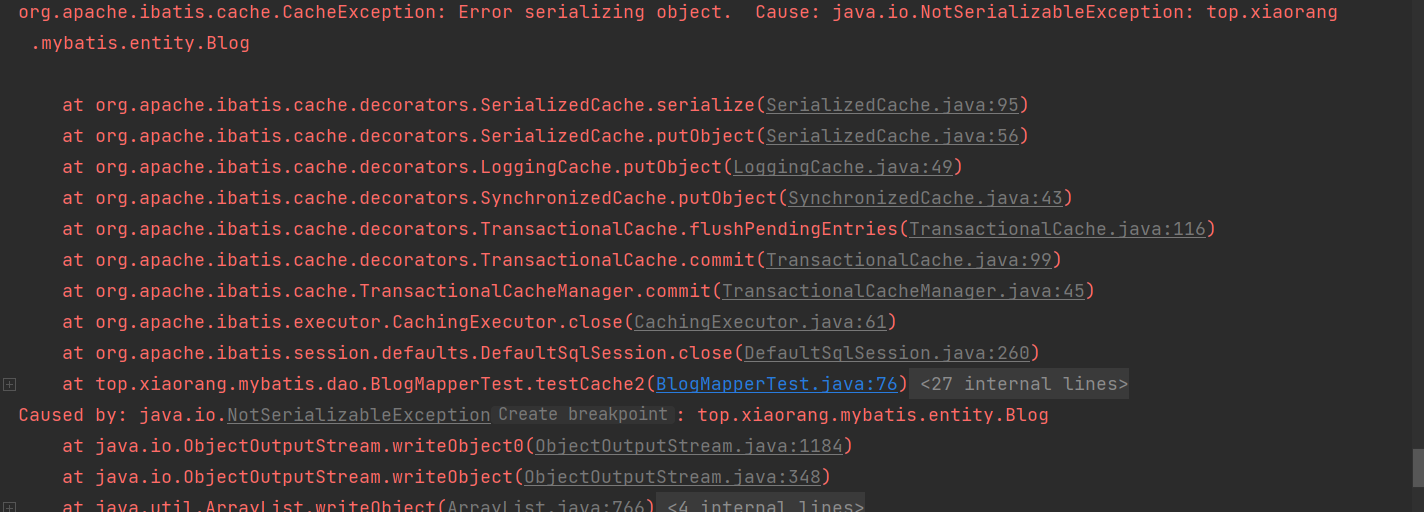 org.apache.ibatis.cache.CacheException: Error serializing object.  Cause: java.io.NotSerializableException: top.xiaorang
.mybatis.entity.Blog
at org.apache.ibatis.cache.decorators.SerializedCache.serialize(SerializedCache.java:95)
at org.apache.ibatis.cache.decorators.SerializedCache.putObject(SerializedCache.java:56)
at org.apache.ibatis.cache.decorators.LoggingCache.putObject(LoggingCache.java:49)
at org.apache.ibatis.cache.decorators.SynchronizedCache.putObject(SynchronizedCache.java:43)
at org.apache.ibatis.cache.decorators.TransactionalCache.flushPendingEntries(TransactionalCache.java:116)
at org.apache.ibatis.cache.decorators.TransactionalCache.commit(TransactionalCache.java:99)
at org.apache.ibatis.cache.TransactionalCacheManager.commit(TransactionalCacheManager.java:45)
at org.apache.ibatis.executor.CachingExecutor.close(CachingExecutor.java:61)
at org.apache.ibatis.session.defaults.DefaultSqlSession.close(DefaultSqlSession.java:260)
at top.xiaorang.mybatis.dao.BlogMapperTest.testCache2(BlogMapperTest.java:76) <27 internal lines>
Caused by: java.io.NotSerializableException Create breakpoint : top.xiaorang.mybatis.entity.Blog
at java.io.ObjectOutputStream.writeObject0(ObjectOutputStream.java:1184)
at java.io.ObjectOutputStream.writeObject(ObjectOutputStream.java:348)
at java.util.ArrayList.writeObject(ArrayList.java:766) <4 internal lines>